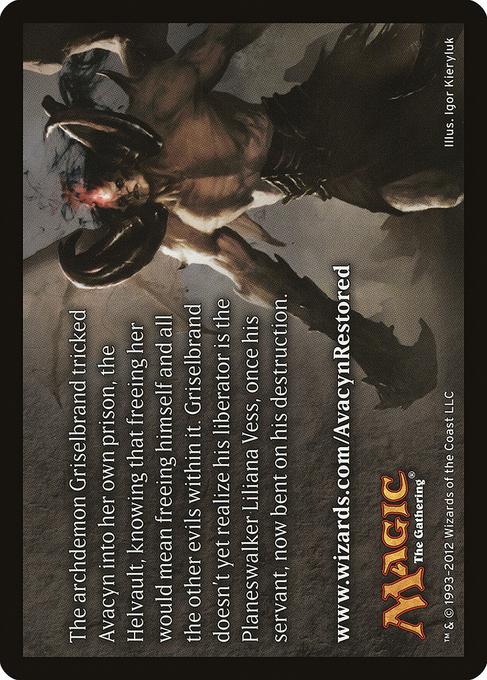 The archdemon Griselbrand tricked
Avacyn into her own prison, the
Helvault, knowing that freeing her
would mean freeing himself and all
the other evils within it. Griselbrand
doesn't yet realize his liberator is the
Planeswalker Liliana Vess, once his
servant, now bent on his destruction.
www.wizards.com/AvacynRestored
MAGIC
The Gathering®
™ & © 1993–2012 Wizards of the Coast LLC
Illus. Igor Kieryluk